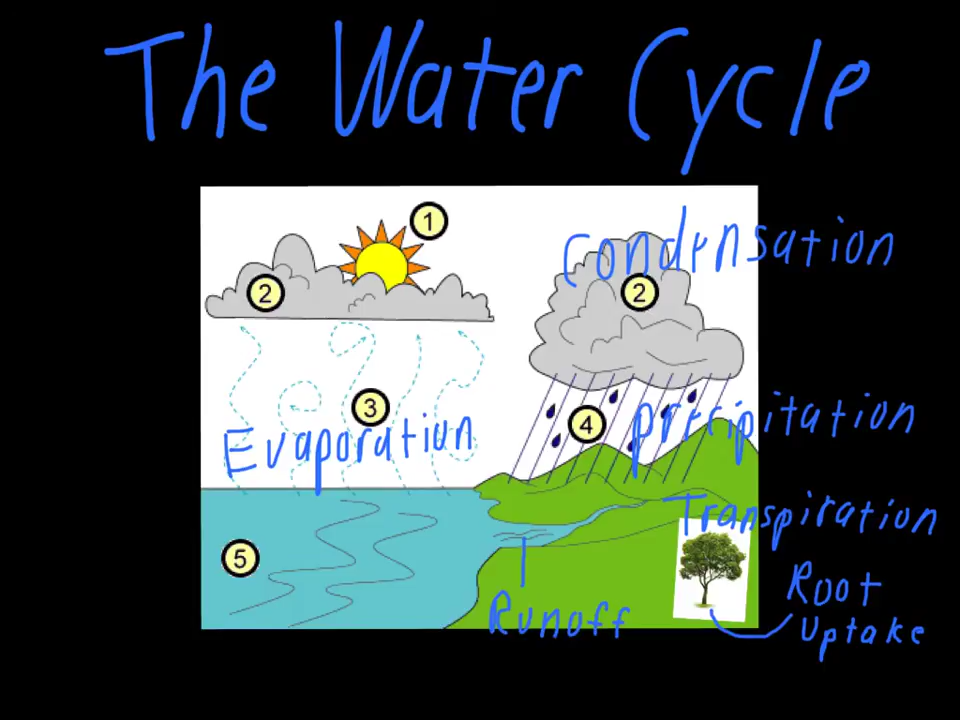 The Water Cycle
1
condensation
2
2
3
4
precipitation
Evaporation
Transpiration
5
Root
Uptake
Runoff